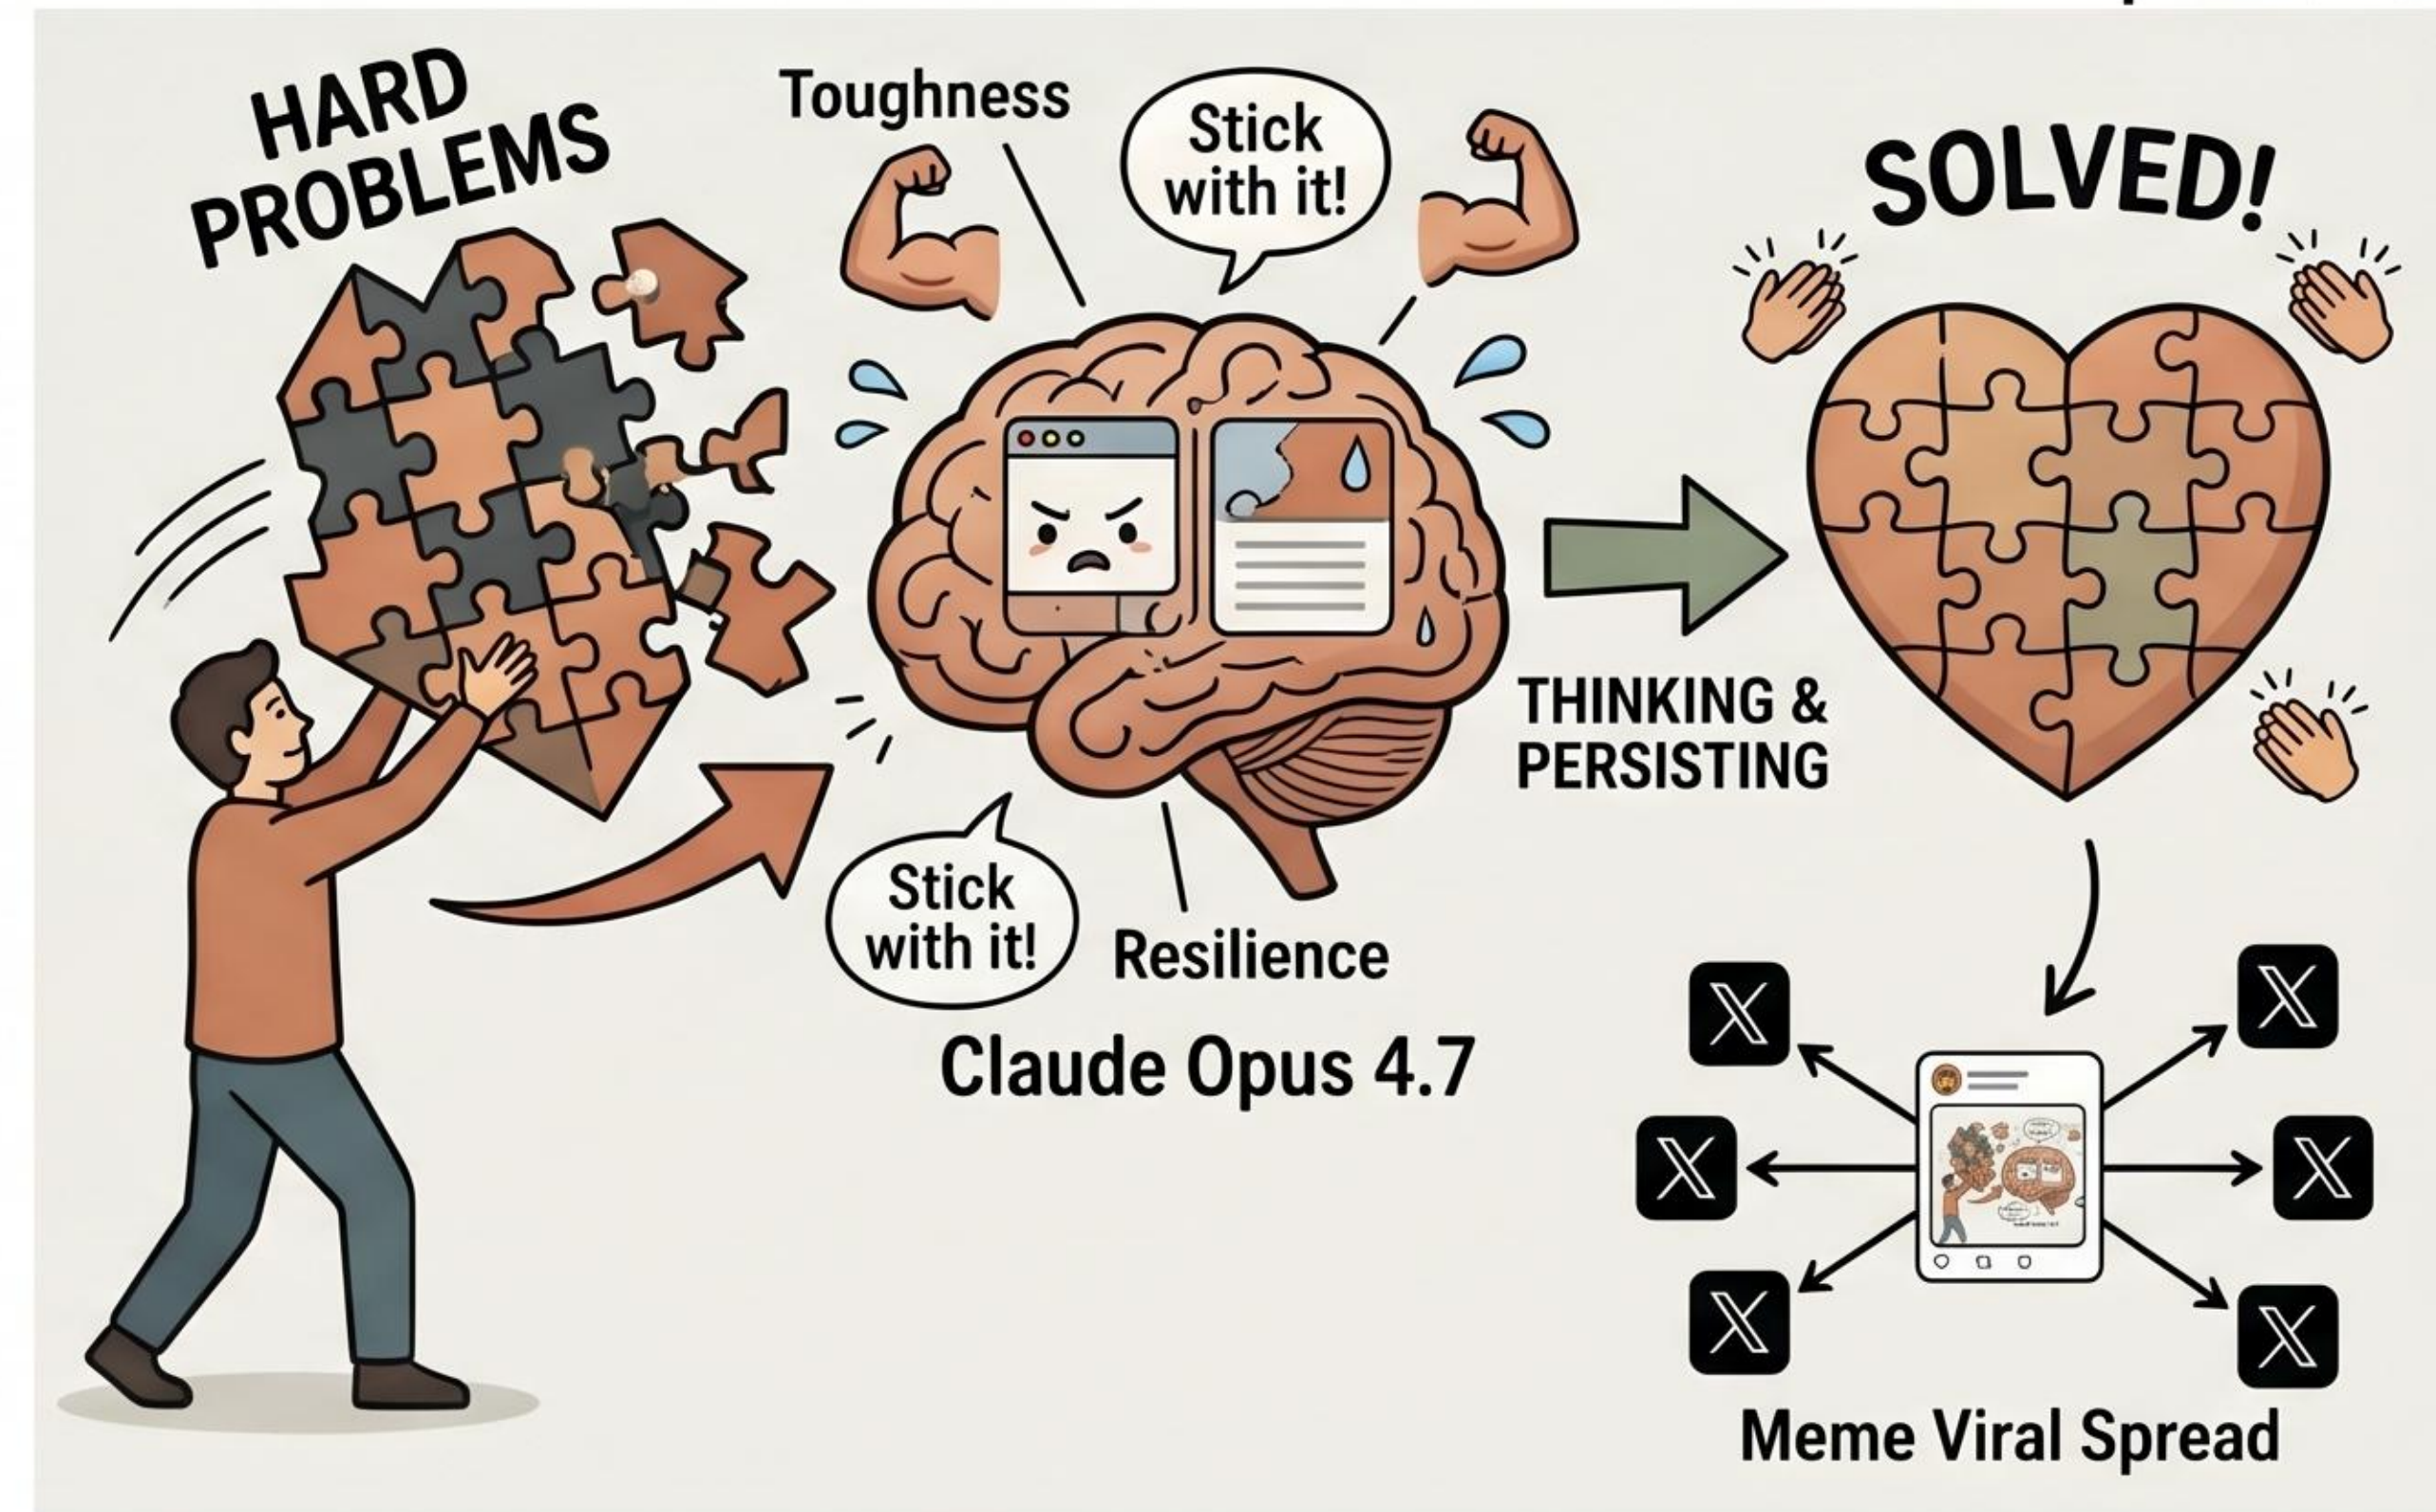 HARD
PROBLEMS
Toughness
Stick
with it!
SOLVED!
THINKING &
PERSISTING
Stick
with it!
Resilience
Claude Opus 4.7
X
X
X
X
X
X
Meme Viral Spread